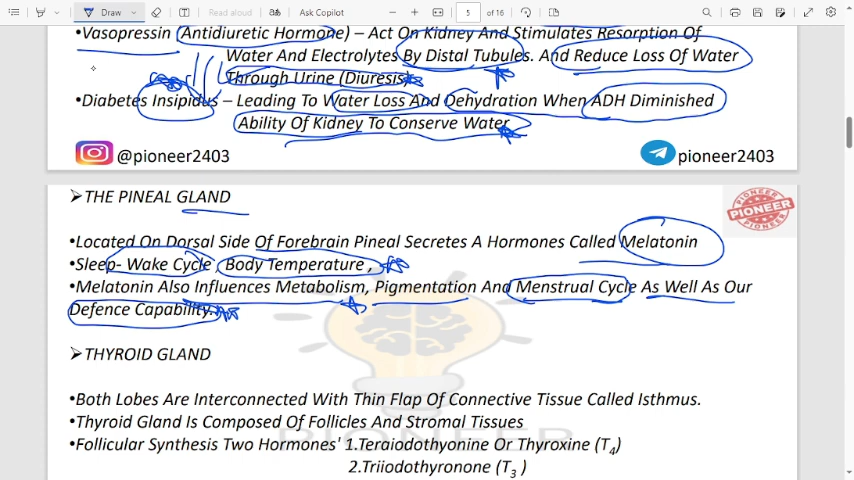 Draw
Read aloud
Ask Copilot
5 of 16
•Vasopressin (Antidiuretic Hormone) – Act On Kidney And Stimulates Resorption Of
Water And Electrolytes By Distal Tubules. And Reduce Loss Of Water
Through Urine (Diuresis)
•Diabetes Insipidus – Leading To Water Loss And Dehydration When ADH Diminished
Ability Of Kidney To Conserve Water
@pioneer2403
pioneer2403
➢THE PINEAL GLAND
PIONEER
•Located On Dorsal Side Of Forebrain Pineal Secretes A Hormones Called Melatonin
•Sleep- Wake Cycle, Body Temperature ,
•Melatonin Also Influences Metabolism, Pigmentation And Menstrual Cycle As Well As Our
Defence Capability.
➢THYROID GLAND
•Both Lobes Are Interconnected With Thin Flap Of Connective Tissue Called Isthmus.
•Thyroid Gland Is Composed Of Follicles And Stromal Tissues
PIONEER
•Follicular Synthesis Two Hormones' 1.Teraiodothyonine Or Thyroxine (T4)
2.Triiodothyronone (T3 )